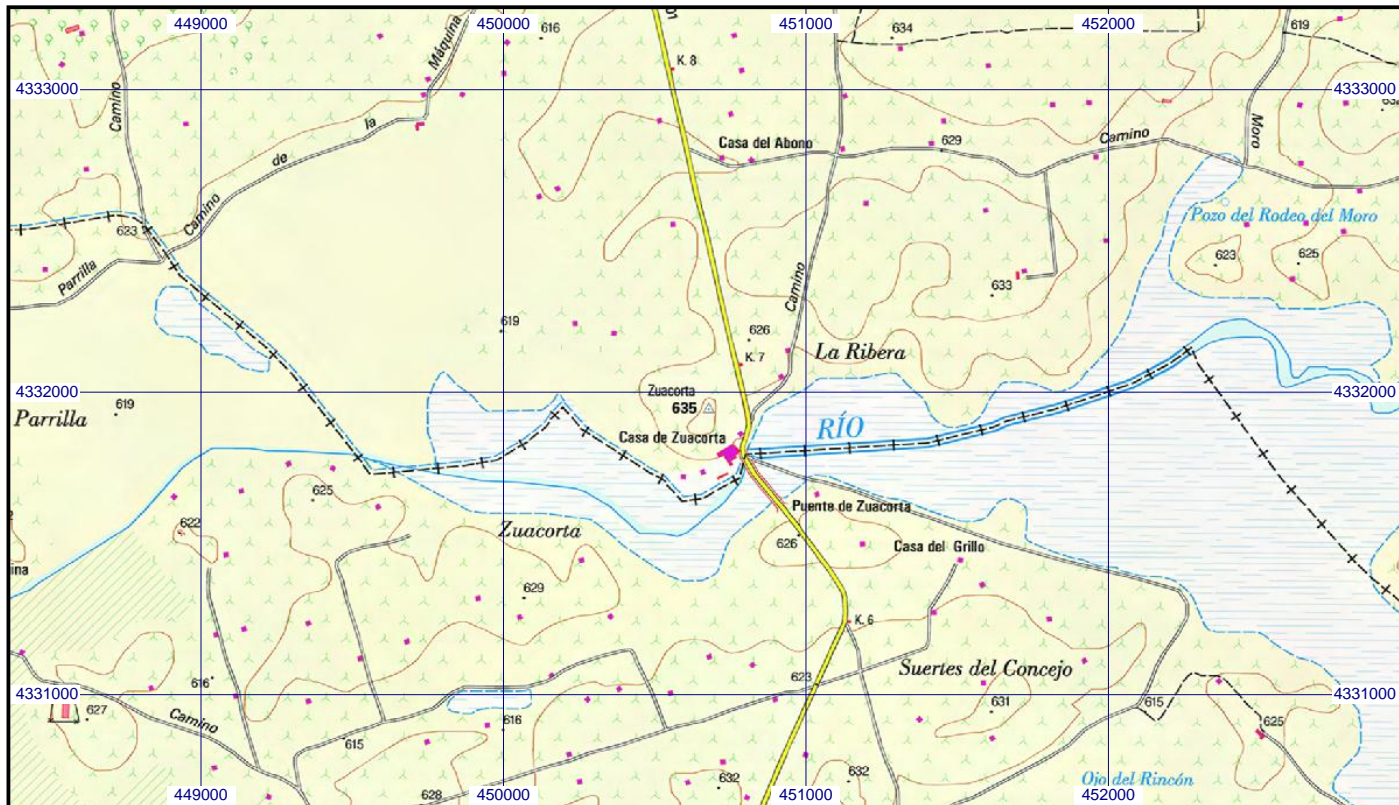 449000
450000
451000
452000
616
634
619
K. 8
Máquina
4333000
4333000
Camino
la
de
Casa del Abono
629
Camino
Moro
Camino
623
Parrilla
Pozo del Rodeo del Moro
623
625
633
Camino
619
626
K. 7
La Ribera
4332000
4332000
Zuacorta
635
619
Parrilla
Casa de Zuacorta
RÍO
625
622
Zuacorta
Puente de Zuacorta
626
Casa del Grillo
ina
629
K. 6
Suertes del Concejo
616
623
4331000
4331000
627
Camino
616
631
615
625
615
628
632
632
Ojo del Rincón
449000
450000
451000
452000